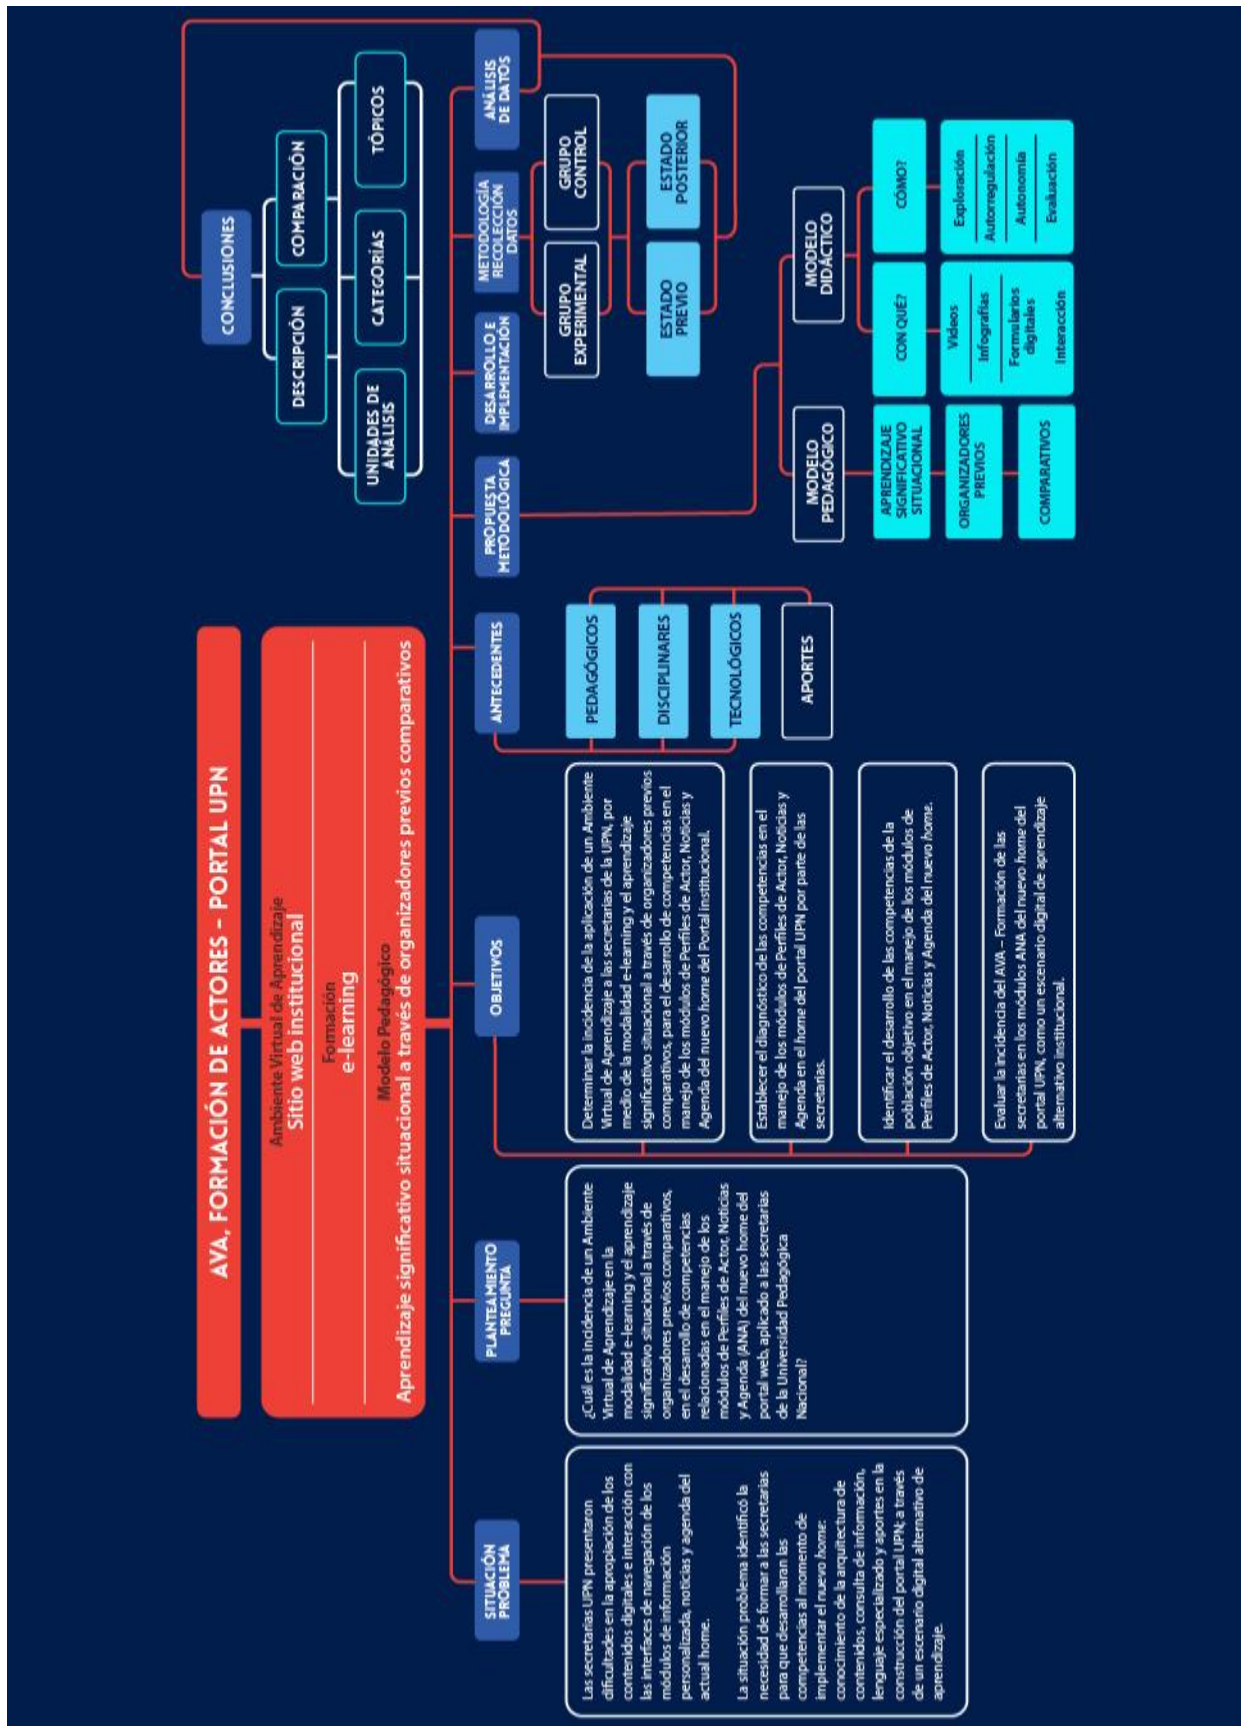 AVA, FORMACIÓN DE ACTORES – PORTAL UPN
Ambiente Virtual de Aprendizaje
Sitio web institucional
Formación
e-learning
Modelo Pedagógico
Aprendizaje significativo situacional a través de organizadores previos comparativos
SITUACIÓN
PROBLEMA
Las secretarias UPN presentaron
dificultades en la apropiación de los
contenidos digitales e interacción con
las interfaces de navegación de los
módulos de información
personalizada, noticias y agenda del
actual home.
La situación problema identificó la
necesidad de formar a las secretarias
para que desarrollaran las
competencias al momento de
implementar el nuevo home:
conocimiento de la arquitectura de
contenidos, consulta de información,
lenguaje especializado y aportes en la
construcción del portal UPN; a través
de un escenario digital alternativo de
aprendizaje.
PLANTEAMIENTO
PREGUNTA
¿Cuál es la incidencia de un Ambiente
Virtual de Aprendizaje en la
modalidad e-learning y el aprendizaje
significativo situacional a través de
organizadores previos comparativos,
en el desarrollo de competencias
relacionadas en el manejo de los
módulos de Perfiles de Actor, Noticias
y Agenda (ANA) del nuevo home del
portal web, aplicado a las secretarias
de la Universidad Pedagógica
Nacional?
OBJETIVOS
Determinar la incidencia de la aplicación de un Ambiente
Virtual de Aprendizaje a las secretarias de la UPN, por
medio de la modalidad e-learning y el aprendizaje
significativo situacional a través de organizadores previos
comparativos, para el desarrollo de competencias en el
manejo de los módulos de Perfiles de Actor, Noticias y
Agenda del nuevo home del Portal Institucional.
Establecer el diagnóstico de las competencias en el
manejo de los módulos de Perfiles de Actor, Noticias y
Agenda en el home del portal UPN por parte de las
secretarias.
Identificar el desarrollo de las competencias de la
población objetivo en el manejo de los módulos de
Perfiles de Actor, Noticias y Agenda del nuevo home.
Evaluar la incidencia del AVA – Formación de las
secretarias en los módulos ANA del nuevo home del
portal UPN, como un escenario digital de aprendizaje
alternativo institucional.
ANTECEDENTES
PEDAGÓGICOS
DISCIPLINARES
TECNOLÓGICOS
APORTES
PROPUESTA
METODOLÓGICA
MODELO
PEDAGÓGICO
APRENDIZAJE
SIGNIFICATIVO
SITUACIONAL
ORGANIZADORES
PREVIOS
COMPARATIVOS
MODELO
DIDÁCTICO
CON QUÉ?
Videos
Infografías
Formularios
digitales
Interacción
CÓMO?
Exploración
Autorregulación
Autonomía
Evaluación
DESARROLLO E
IMPLEMENTACIÓN
METODOLOGÍA
RECOLECCIÓN
DATOS
GRUPO
EXPERIMENTAL
GRUPO
CONTROL
ESTADO
PREVIO
ESTADO
POSTERIOR
ANÁLISIS
DE DATOS
CONCLUSIONES
DESCRIPCIÓN
COMPARACIÓN
UNIDADES DE
ANÁLISIS
CATEGORÍAS
TÓPICOS